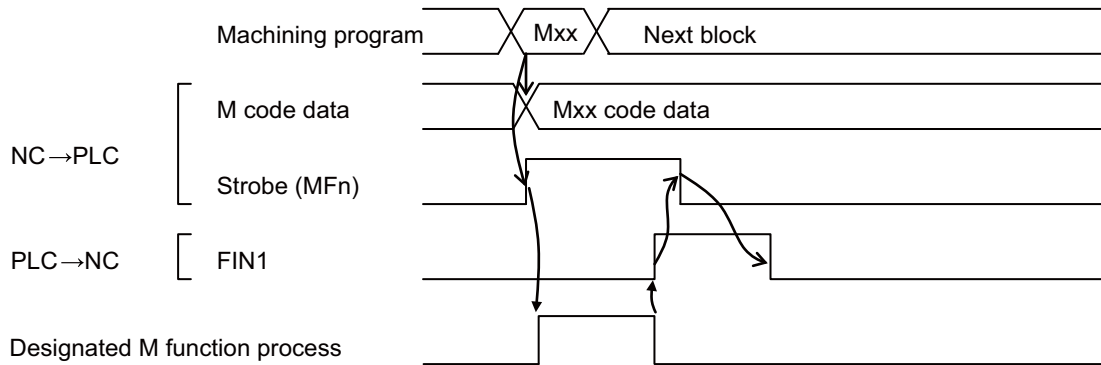 Machining program Mxx Next block
M code data Mxx code data
NC→PLC
Strobe (MFn)
PLC→NC FIN1
Designated M function process